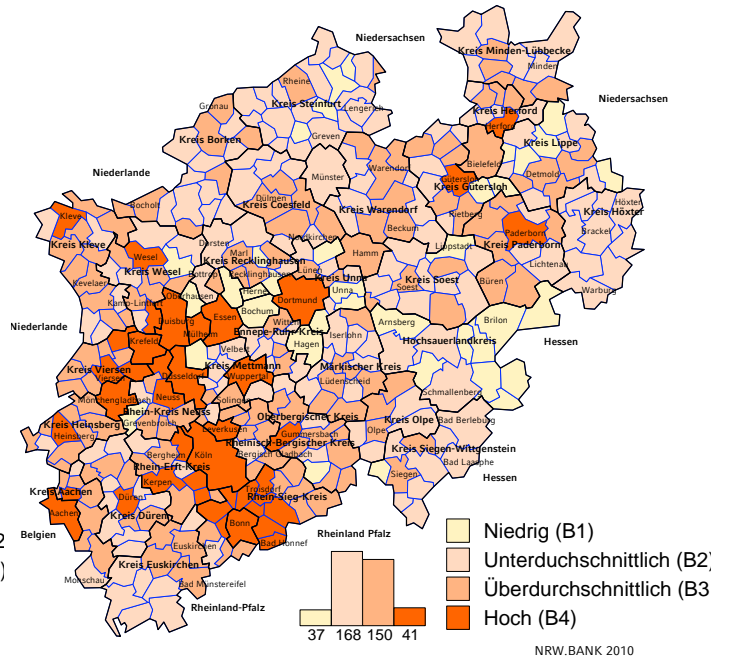 Niedersachsen
Kreis Minden-Lübbecke
Minden
Rheine
Niedersachsen
Gronau
Kreis Steinfurt
Lengerich
Kreis Herford
Herford
Kreis Borken
Greven
Kreis Lippe
Bielefeld
Niederlande
Münster
Warendorf
Detmold
Gütersloh
Kreis Gütersloh
Bocholt
Dülmen
Kreis Coesfeld
Kreis Warendorf
Rietberg
Höxter
Kreis Höxter
Kleve
Beckum
Paderborn
Brackel
Kreis Kleve
Dorsten
Nordkirchen
Lippstadt
Kreis Paderborn
Wesel
Marl
Hamm
Kreis Wesel
Kreis Recklinghausen
Lichtenau
Bottrop
Recklinghausen
Lünen
Kreis Unna
Kreis Soest
Kevelaer
Soest
Büren
Oberhausen
Herne
Unna
Warburg
Kamp-Lintfort
Dortmund
Duisburg
Essen
Bochum
Arnsberg
Brilon
Niederlande
Mülheim
Witten
Ennepe-Ruhr-Kreis
Iserlohn
Krefeld
Hagen
Hochsauerlandkreis
Hessen
Velbert
Kreis Viersen
Viersen
Düsseldorf
Kreis Mettmann
Wuppertal
Märkischer Kreis
Lüdenscheid
Mönchengladbach
Neuss
Solingen
Schmallenberg
Rhein-Kreis Neuss
Kreis Heinsberg
Grevenbroich
Oberbergischer Kreis
Kreis Olpe
Bad Berleburg
Heinsberg
Leverkusen
Gummersbach
Olpe
Rheinisch-Bergischer Kreis
Bergheim
Köln
Bergisch Gladbach
Kreis Siegen-Wittgenstein
Rhein-Erft-Kreis
Bad Laasphe
Kerpen
Troisdorf
Siegen
Hessen
Kreis Aachen
Düren
Rhein-Sieg-Kreis
Aachen
Kreis Düren
Bonn
Belgien
Rheinland Pfalz
Bad Honnef
Euskirchen
Kreis Euskirchen
Monschau
Bad Münstereifel
Rheinland-Pfalz
2
)
Niedrig (B1)
Unterduchschnittlich (B2)
Überdurchschnittlich (B3
Hoch (B4)
37 168 150 41
NRW.BANK 2010